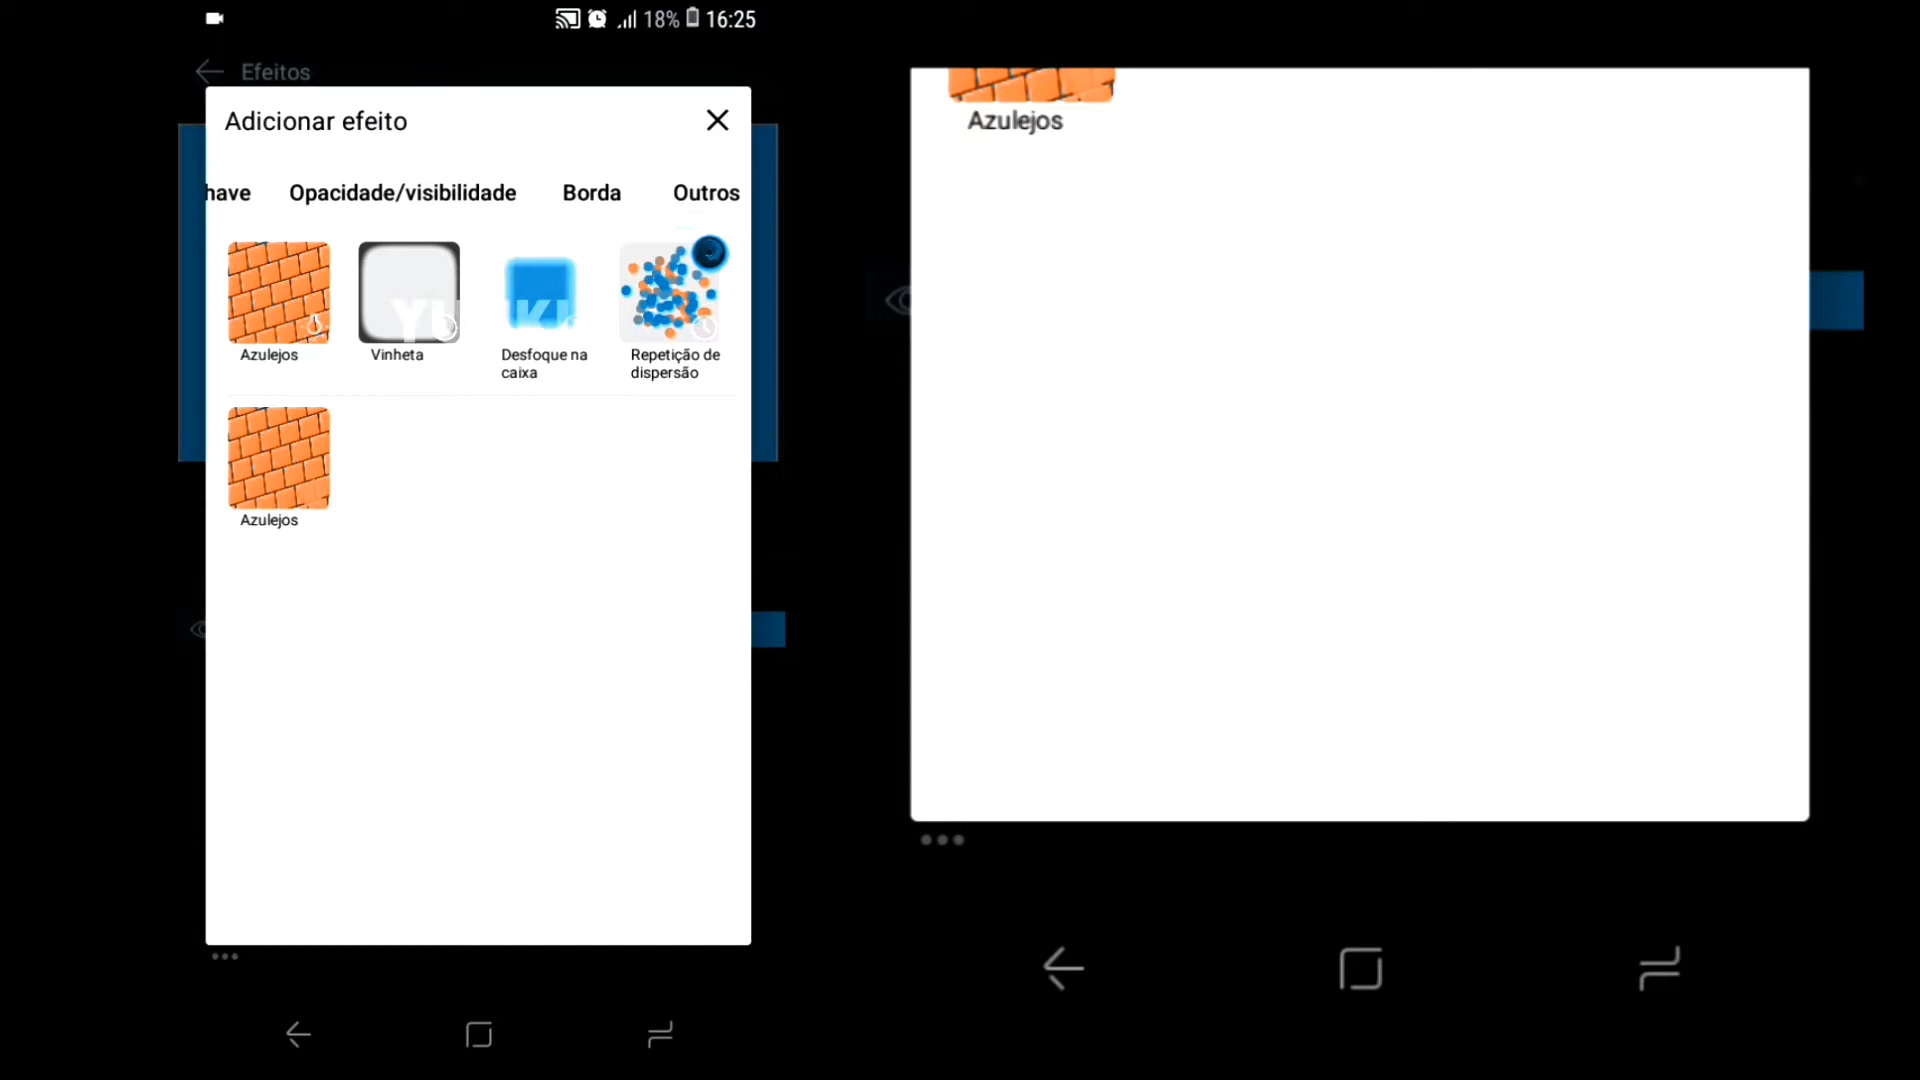 18% 16:25
Efeitos
Adicionar efeito
have Opacidade/visibilidade Borda Outros
Azulejos
Vinheta
Desfoque na
caixa
Repetição de
dispersão
Azulejos
Azulejos